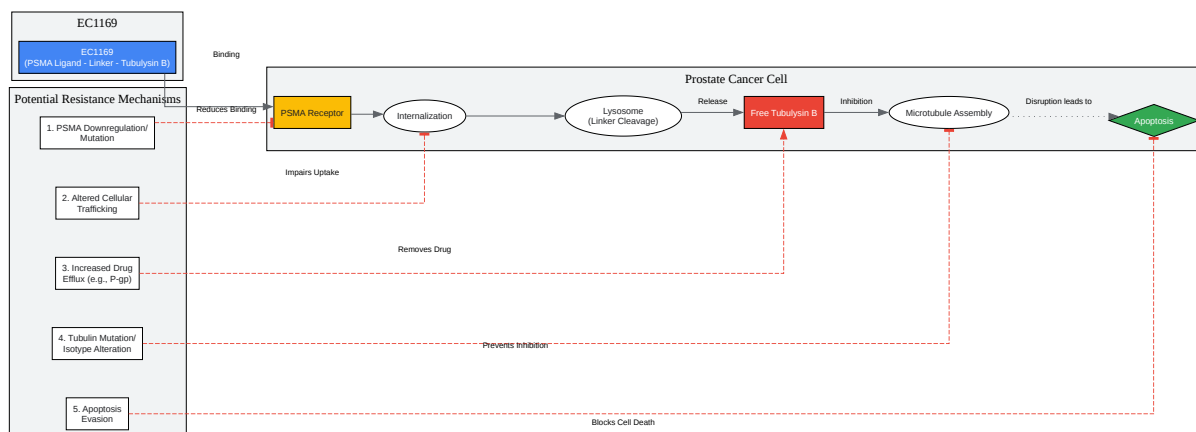 EC1169
EC1169
(PSMA Ligand - Linker - Tubulysin B)
Binding
Prostate Cancer Cell
Potential Resistance Mechanisms
Reduces Binding
PSMA Receptor
Internalization
Lysosome
(Linker Cleavage)
Release
Free Tubulysin B
Inhibition
Microtubule Assembly
Disruption leads to
Apoptosis
1. PSMA Downregulation/
Mutation
Impairs Uptake
2. Altered Cellular
Trafficking
Removes Drug
3. Increased Drug
Efflux (e.g., P-gp)
4. Tubulin Mutation/
Isotype Alteration
Prevents Inhibition
5. Apoptosis
Evasion
Blocks Cell Death